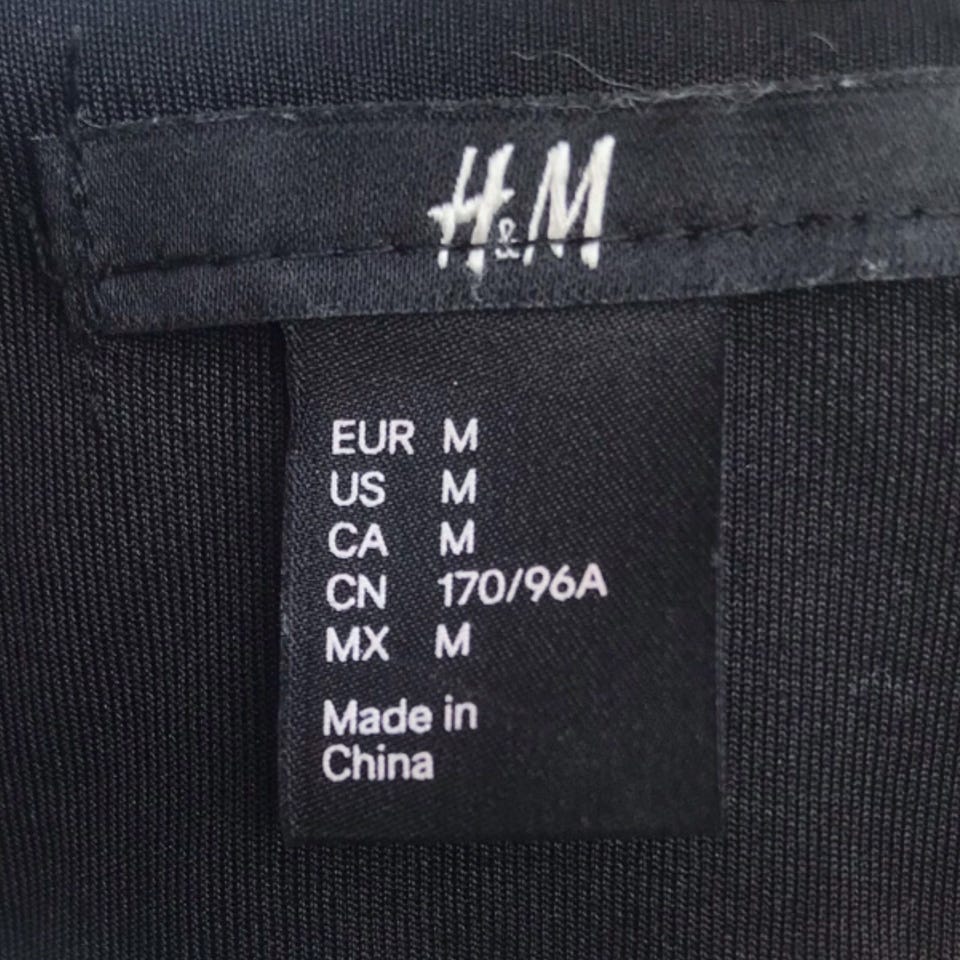 H&M
EUR M
US M
CA M
CN 170/96A
MX M
Made in
China